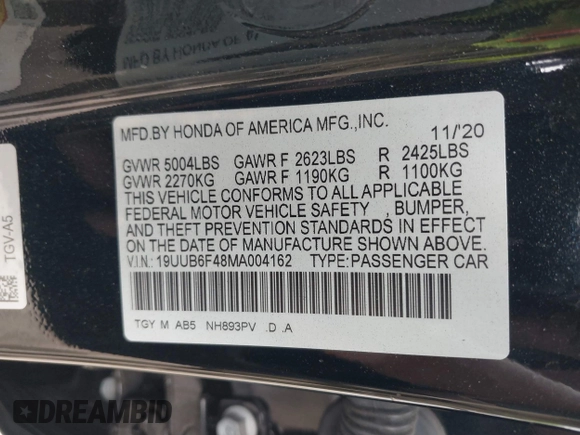 MFD.BY HONDA OF AMERICA MFG.,INC. 11/'20
GVWR 5004LBS GAWR F 2623LBS R 2425LBS
GVWR 2270KG GAWR F 1190KG R 1100KG
THIS VEHICLE CONFORMS TO ALL APPLICABLE
FEDERAL MOTOR VEHICLE SAFETY , BUMPER,
AND THEFT PREVENTION STANDARDS IN EFFECT
ON THE DATE OF MANUFACTURE SHOWN ABOVE.
V.I.N.: 19UUB6F48MA004162 TYPE:PASSENGER CAR
TGY M AB5 NH893PV .D .A
TGV-A5
DREAMBID